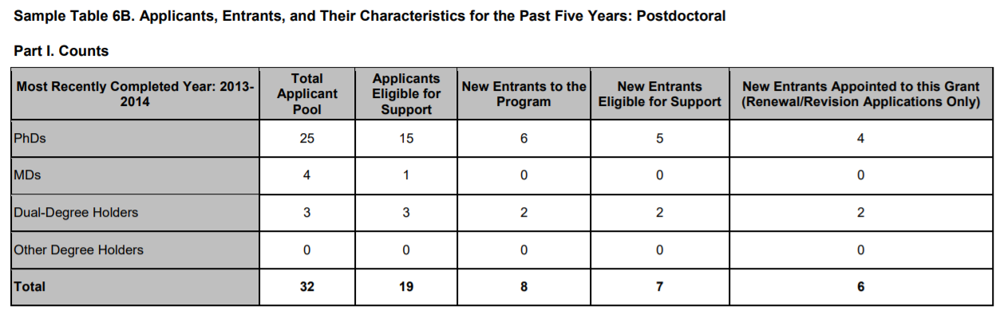 Sample Table 6B. Applicants, Entrants, and Their Characteristics for the Past Five Years: Postdoctoral
Part I. Counts
Most Recently Completed Year: 2013-
2014
Total
Applicant
Pool
Applicants
Eligible for
Support
New Entrants to the
Program
New Entrants
Eligible for Support
New Entrants Appointed to this Grant
(Renewal/Revision Applications Only)
PhDs 25 15 6 5 4
MDs 4 1 0 0 0
Dual-Degree Holders 3 3 2 2 2
Other Degree Holders 0 0 0 0 0
Total 32 19 8 7 6